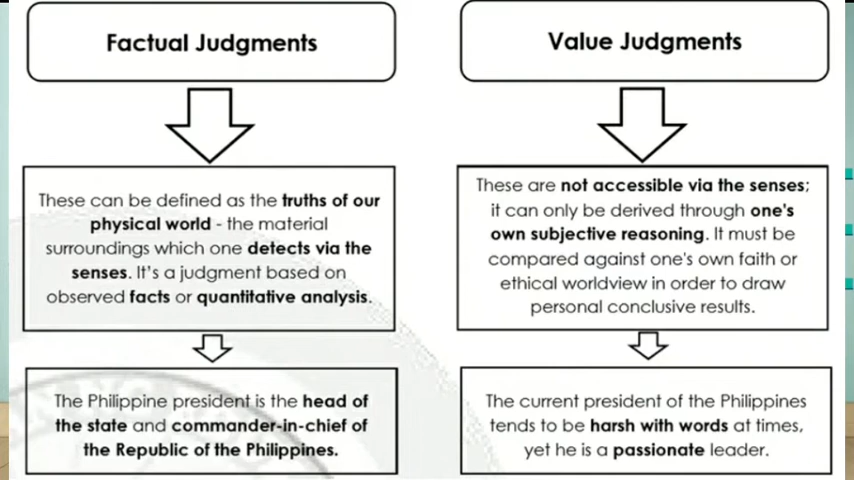 Factual Judgments
These can be defined as the truths of our
physical world - the material
surroundings which one detects via the
senses. It's a judgment based on
observed facts or quantitative analysis.
The Philippine president is the head of
the state and commander-in-chief of
the Republic of the Philippines.
Value Judgments
These are not accessible via the senses;
it can only be derived through one's
own subjective reasoning. It must be
compared against one's own faith or
ethical worldview in order to draw
personal conclusive results.
The current president of the Philippines
tends to be harsh with words at times,
yet he is a passionate leader.